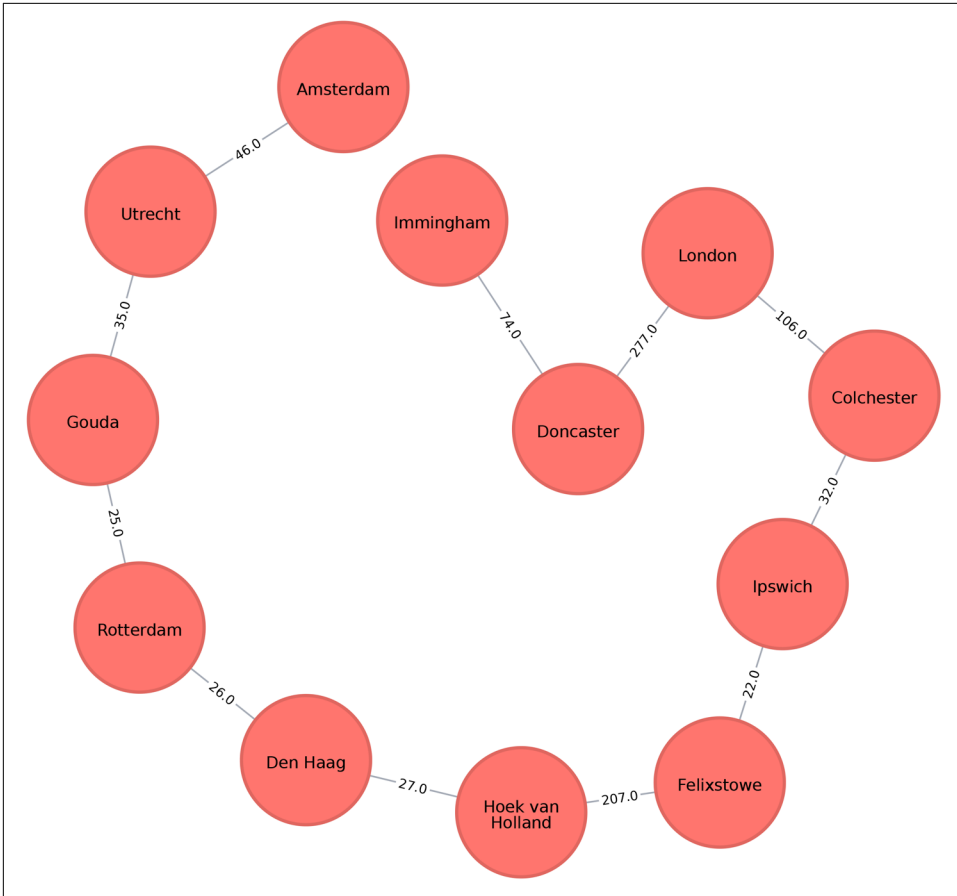 Amsterdam
46.0
Utrecht
Immingham
London
35.0
74.0
277.0
106.0
Gouda
Doncaster
Colchester
25.0
32.0
Rotterdam
Ipswich
26.0
22.0
Den Haag
27.0
Hoek van
Holland
207.0
Felixstowe